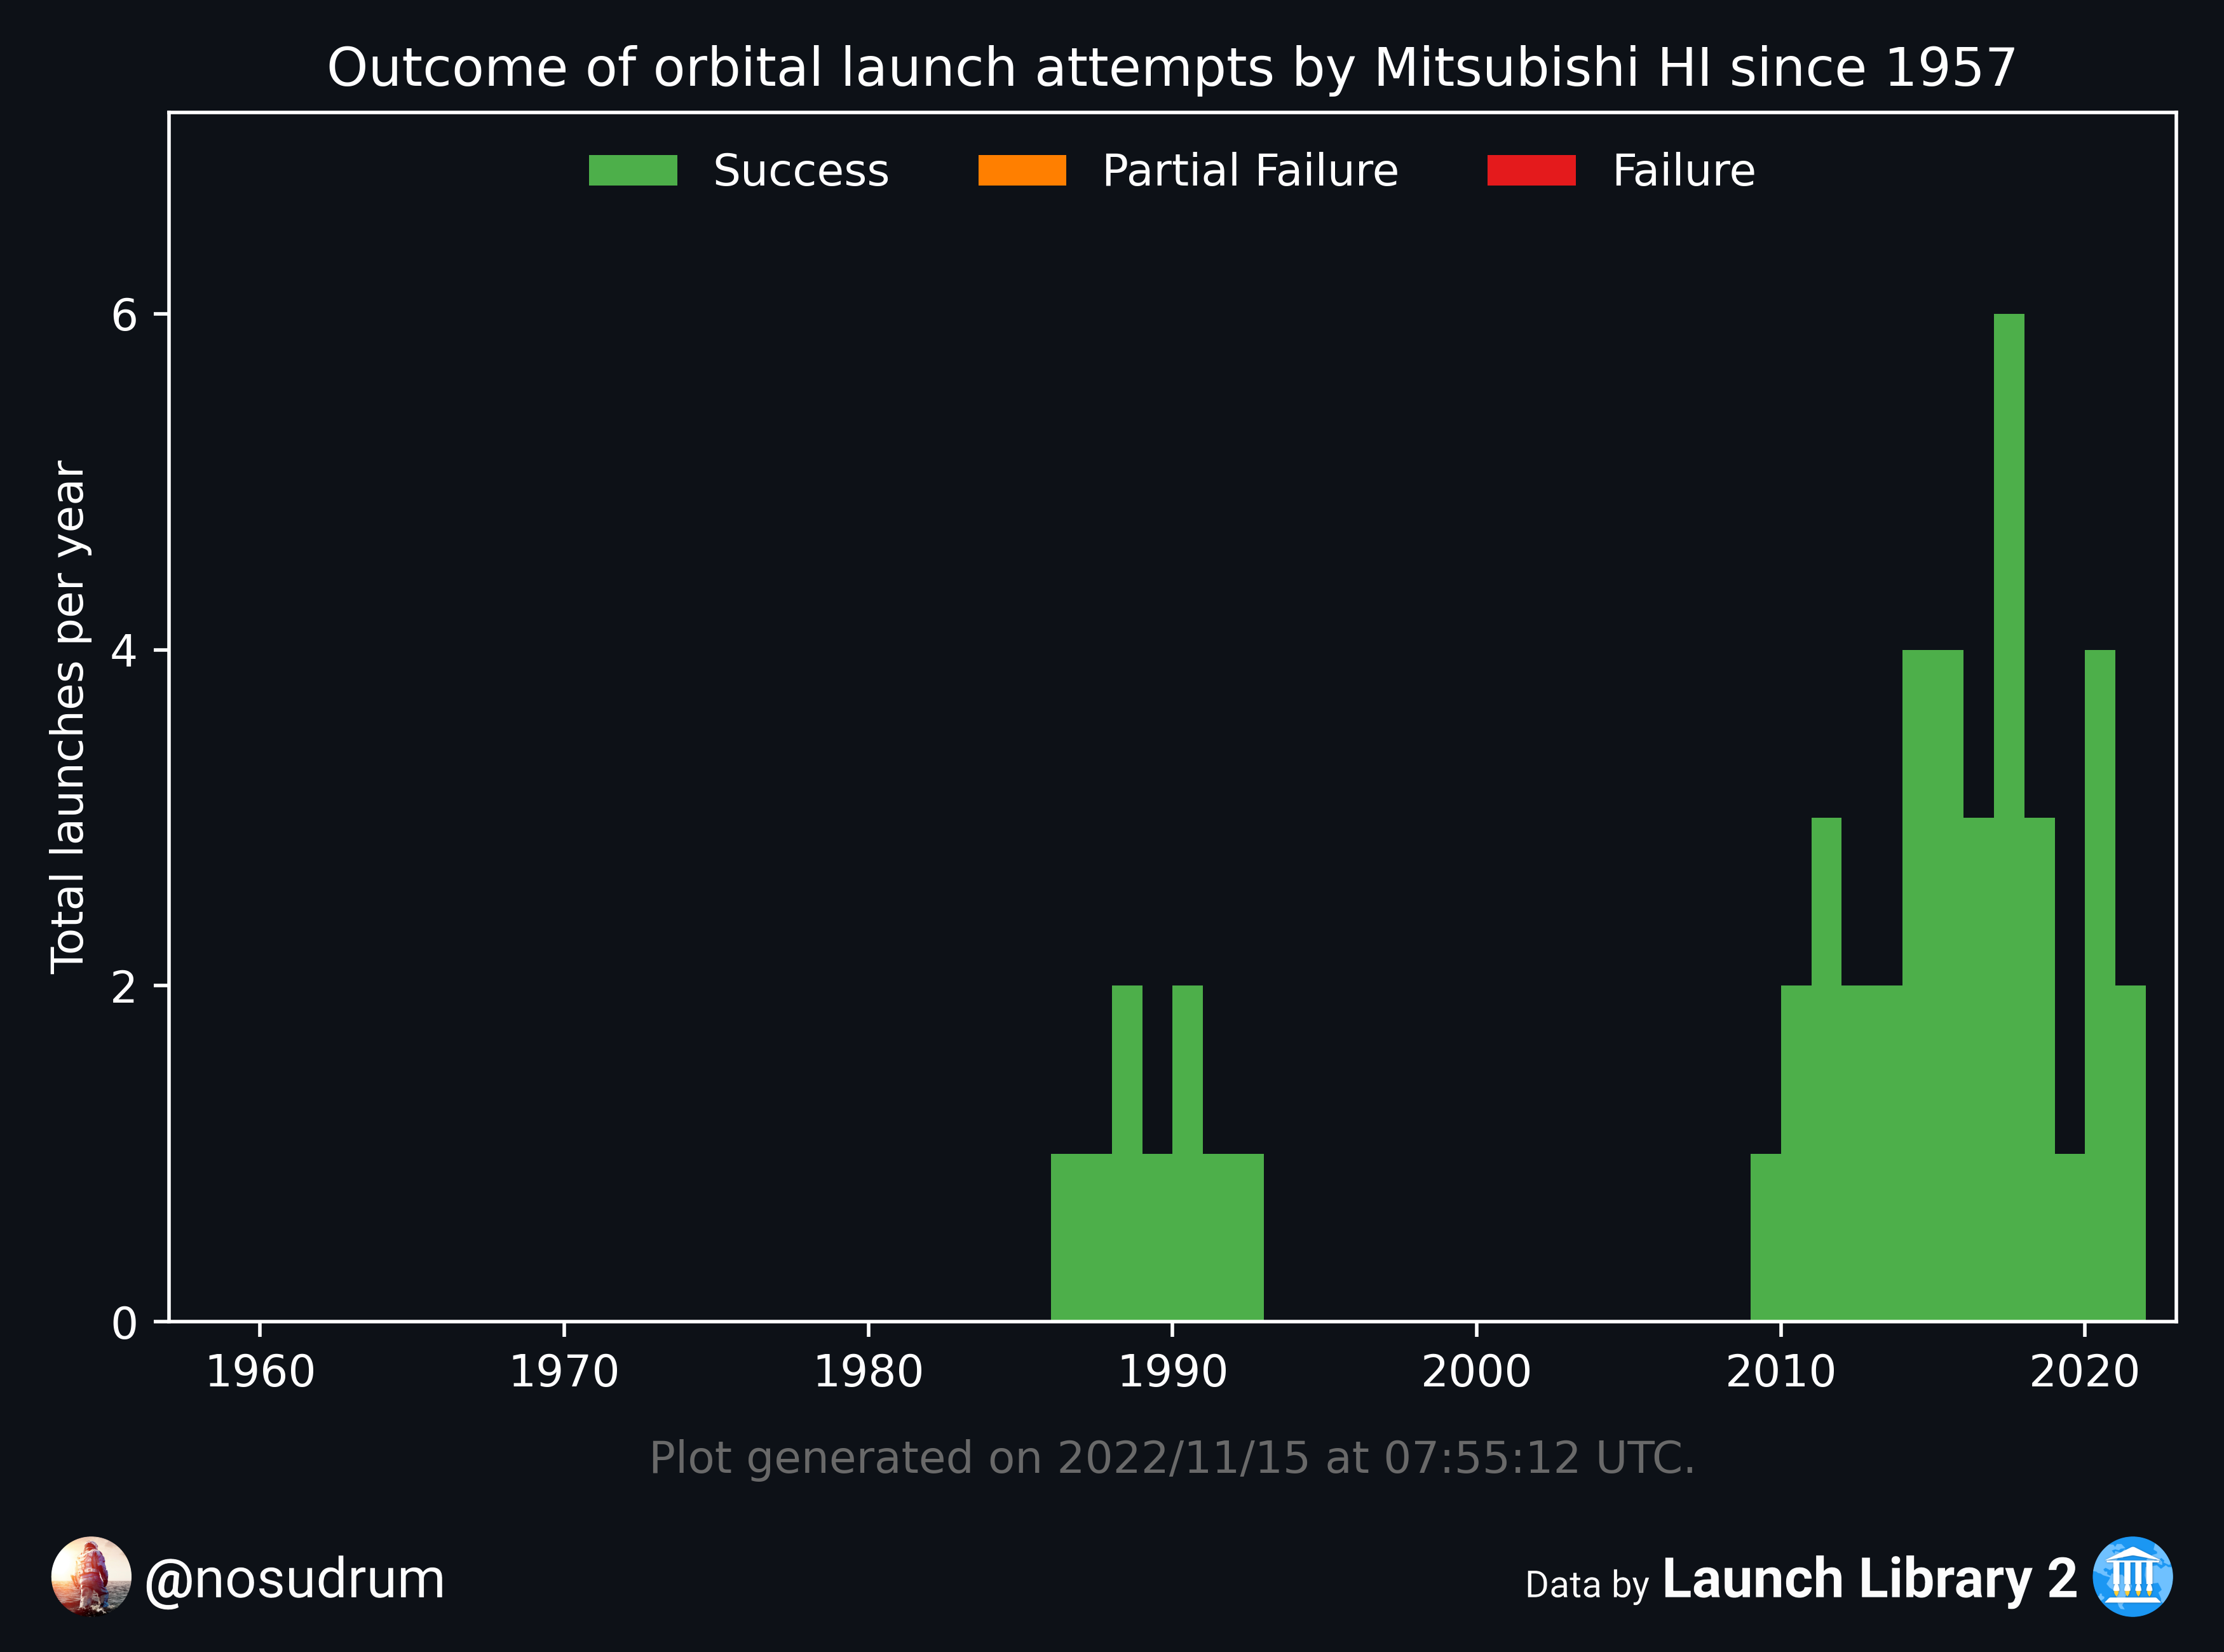 Outcome of orbital launch attempts by Mitsubishi HI since 1957
Success Partial Failure Failure
Total launches per year
6
4
2
0
1960 1970 1980 1990 2000 2010 2020
Plot generated on 2022/11/15 at 07:55:12 UTC.
@nosudrum
Data by Launch Library 2